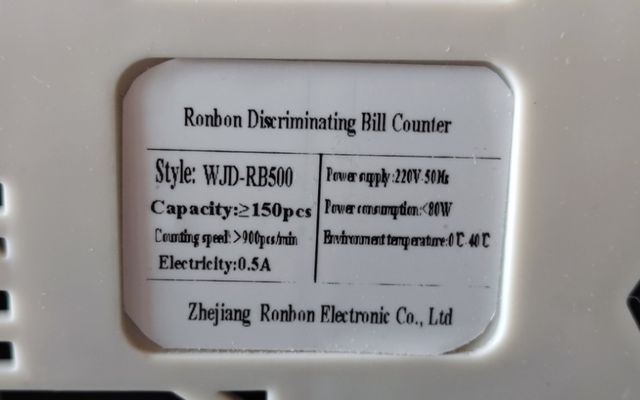 Ronbon Discriminating Bill Counter
Style: WJD-RB500
Capacity:≥150pcs
Counting speed:>900pcs/min
Electricity:0.5A
Power supply:220V 50Hz
Power consumption:<80W
Environment temperature:0℃ 40℃
Zhejiang Ronbon Electronic Co., Ltd